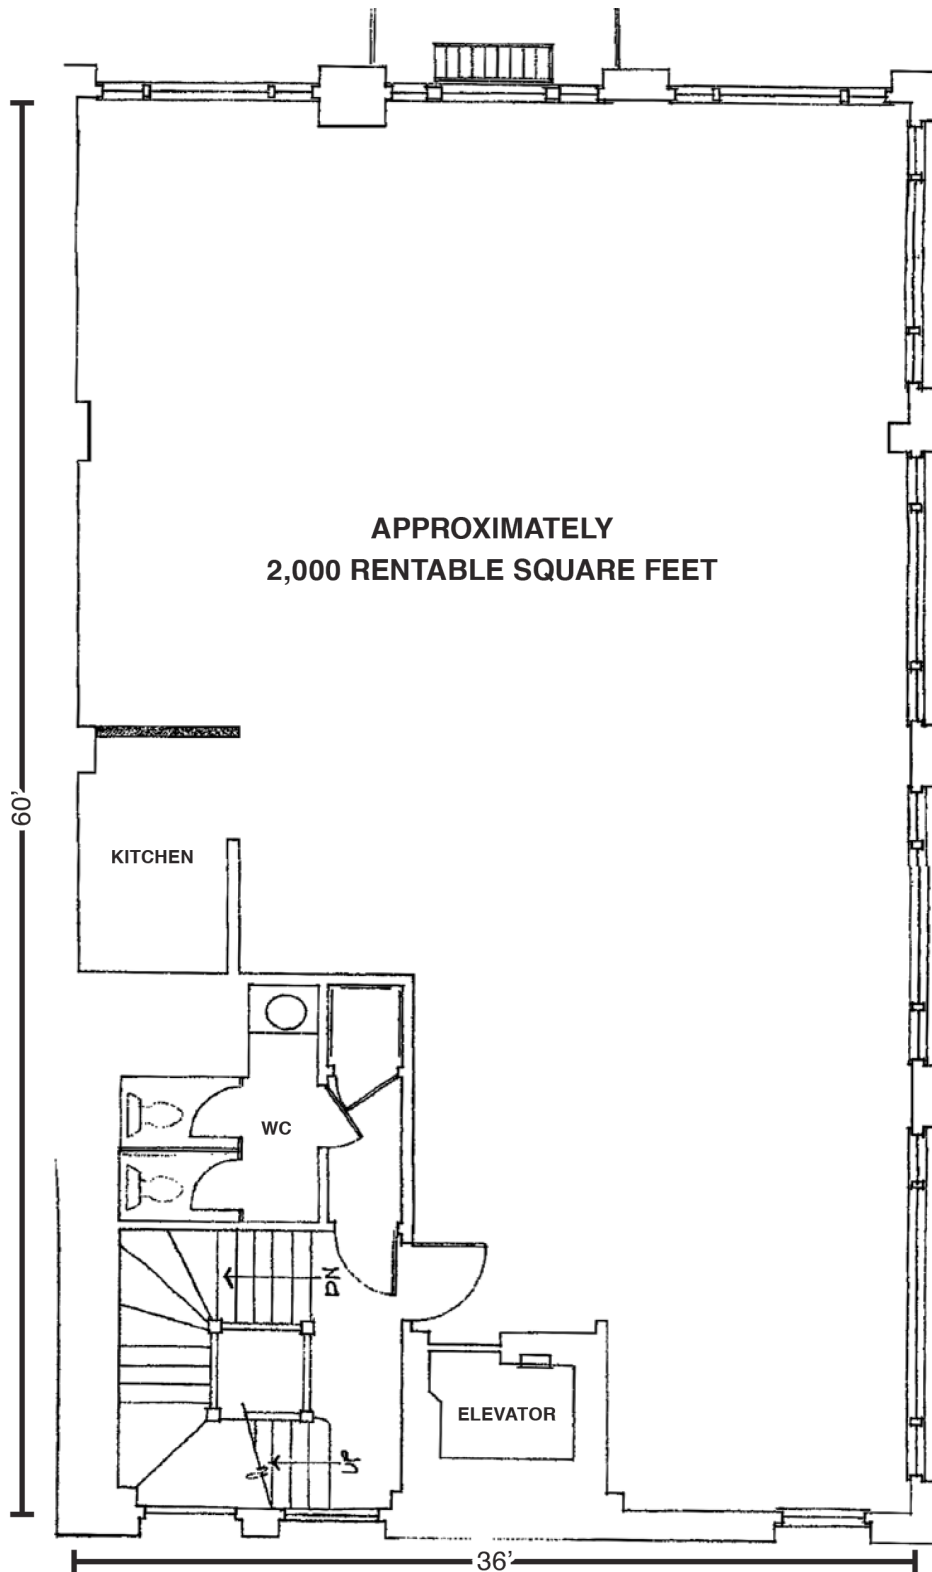 APPROXIMATELY
2,000 RENTABLE SQUARE FEET
60'
KITCHEN
WC
DN
ELEVATOR
UP
36'